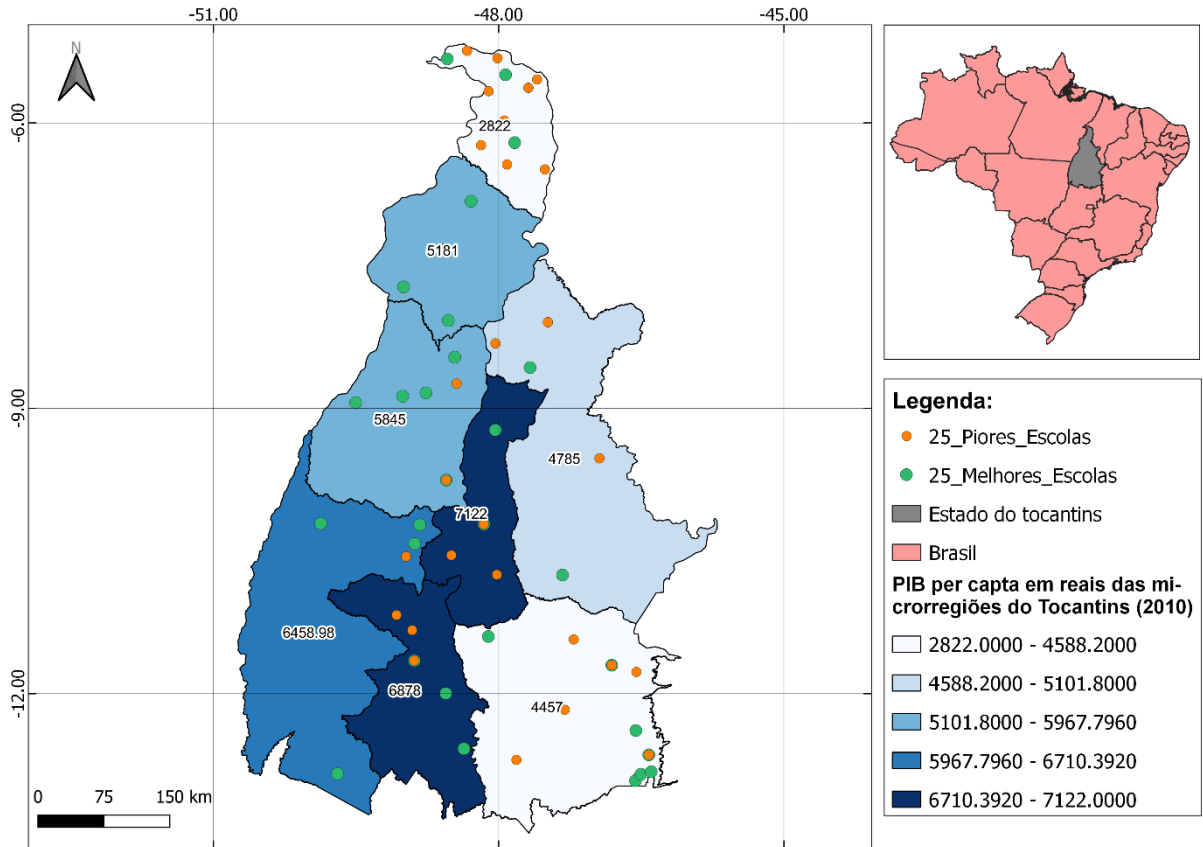 -51.00 -48.00 -45.00
N
-6.00
2822
5181
-9.00
5845
4785
7122
6458.98
-12.00
6878
4457
0 75 150 km
Legenda:
25_Piores_Escolas
25_Melhores_Escolas
Estado do tocantins
Brasil
PIB per capta em reais das mi-
crorregiões do Tocantins (2010)
2822.0000 - 4588.2000
4588.2000 - 5101.8000
5101.8000 - 5967.7960
5967.7960 - 6710.3920
6710.3920 - 7122.0000